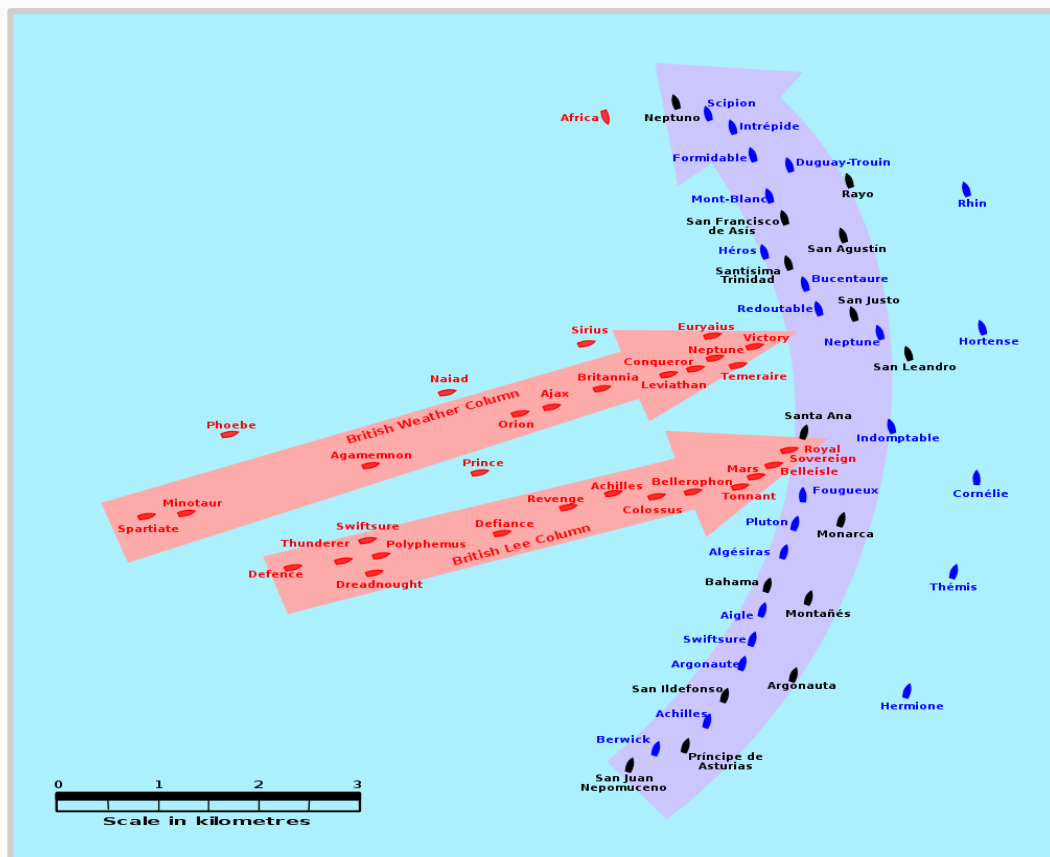 Scipion
Africa
Neptuno
Intrépide
Formidable
Duguay-Trouin
Rayo
Rhin
Mont-Blanc
San Francisco
de Asís
San Agustín
Héros
Santísima
Trinidad
Bucentaure
San Justo
Redoutable
Sirius
Euryaius
Victory
Neptune
Hortense
Neptune
Conqueror
San Leandro
Naiad
Britannia
Leviathan
Temeraire
Ajax
British Weather Column
Orion
Santa Ana
Phoebe
Indomptable
Agamemnon
Royal
Sovereign
Prince
Mars
Belleisle
Achilles
Bellerophon
Fougueux
Cornélie
Minotaur
Revenge
Tonnant
Colossus
Spartiate
Swiftsure
Defiance
Pluton
Monarca
British Lee Column
Thunderer
Polyphemus
Algésiras
Defence
Dreadnought
Bahama
Thémis
Aigle
Montañés
Swiftsure
Argonaute
San Ildefonso
Argonauta
Hermione
Achilles
Berwick
Príncipe de
Asturias
San Juan
Nepomuceno
0 1 2 3
Scale in kilometres